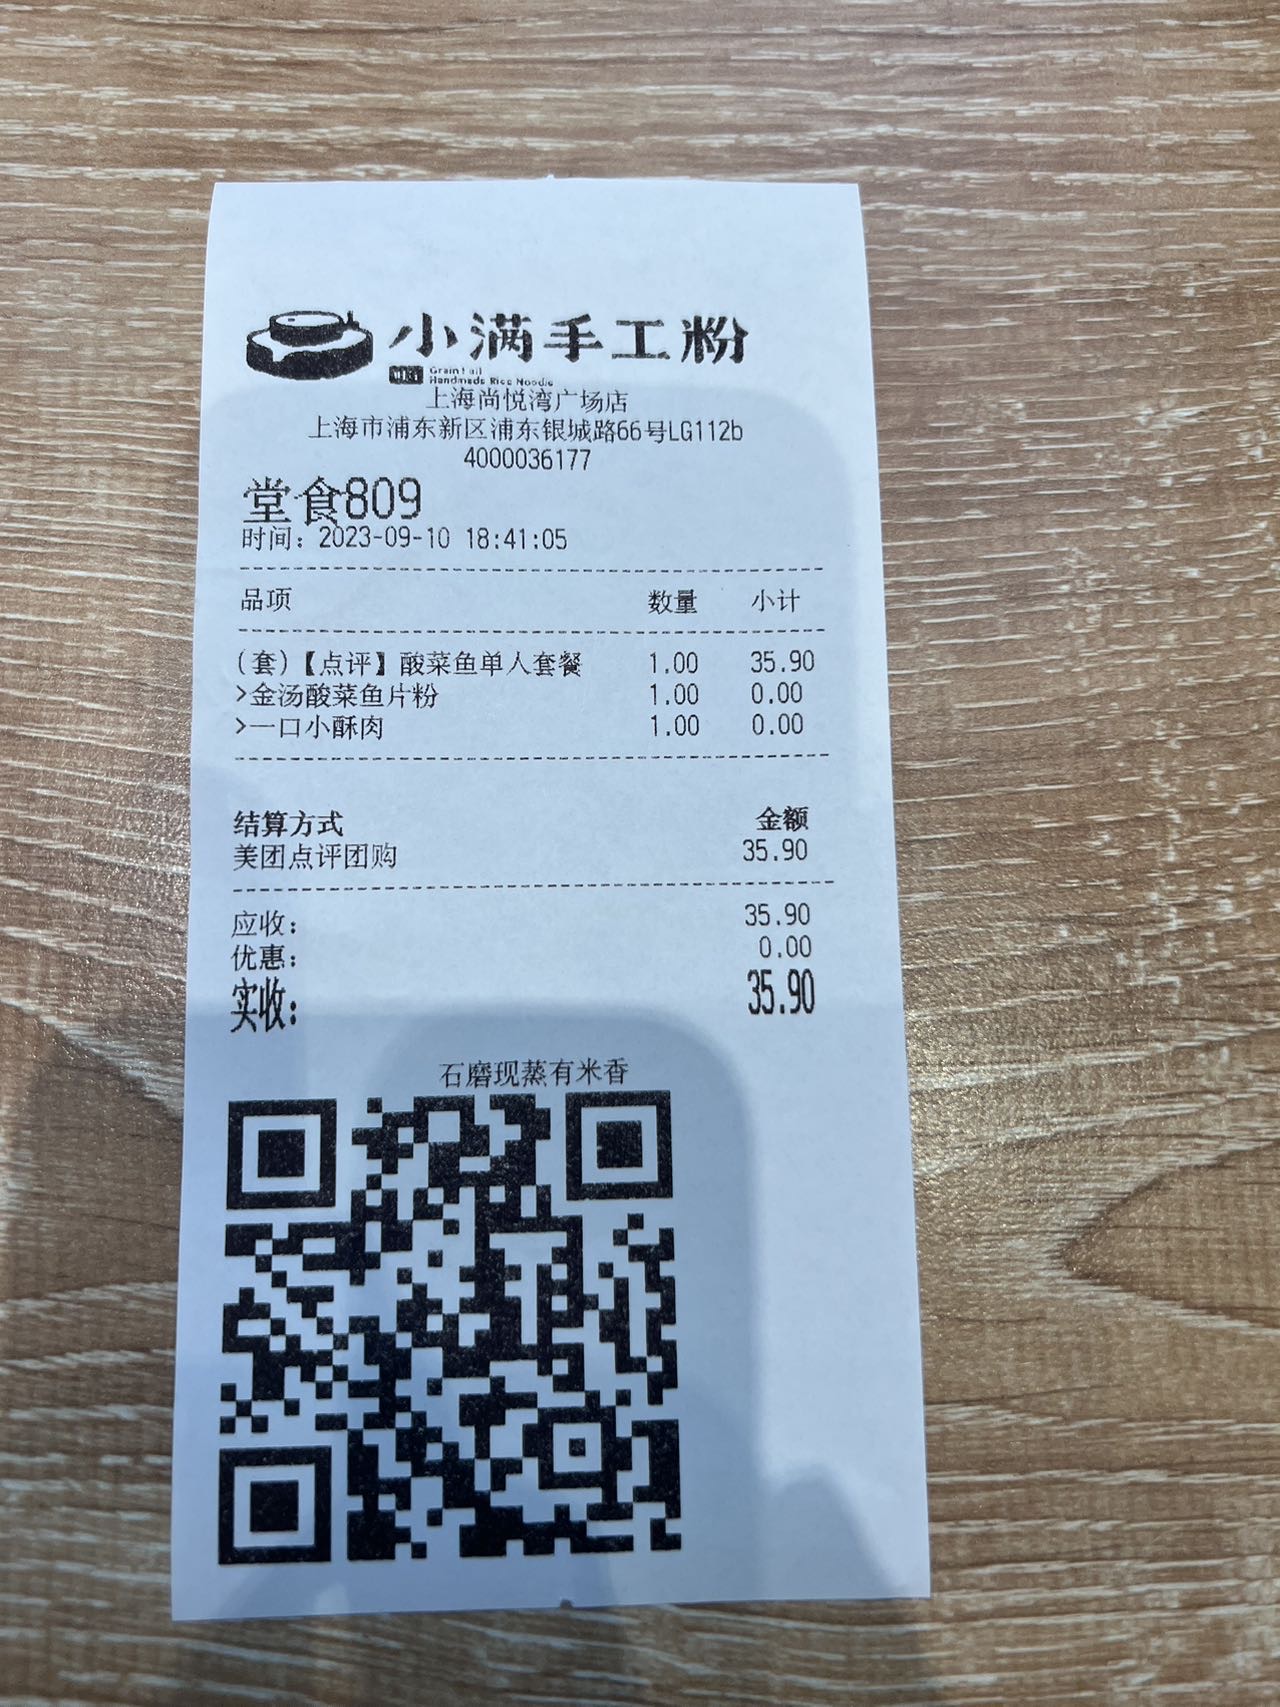 小满手工粉
Handmade Rice Noodle
上海尚悦湾广场店
上海市浦东新区浦东银城路66号LG112b
4000036177
堂食809
时间：2023-09-10 18:41:05
品项 数量 小计
(套)【点评】酸菜鱼单人套餐 1.00 35.90
>金汤酸菜鱼片粉 1.00 0.00
>一口小酥肉 1.00 0.00
结算方式 金额
美团点评团购 35.90
应收： 35.90
优惠： 0.00
实收： 35.90
石磨现蒸有米香